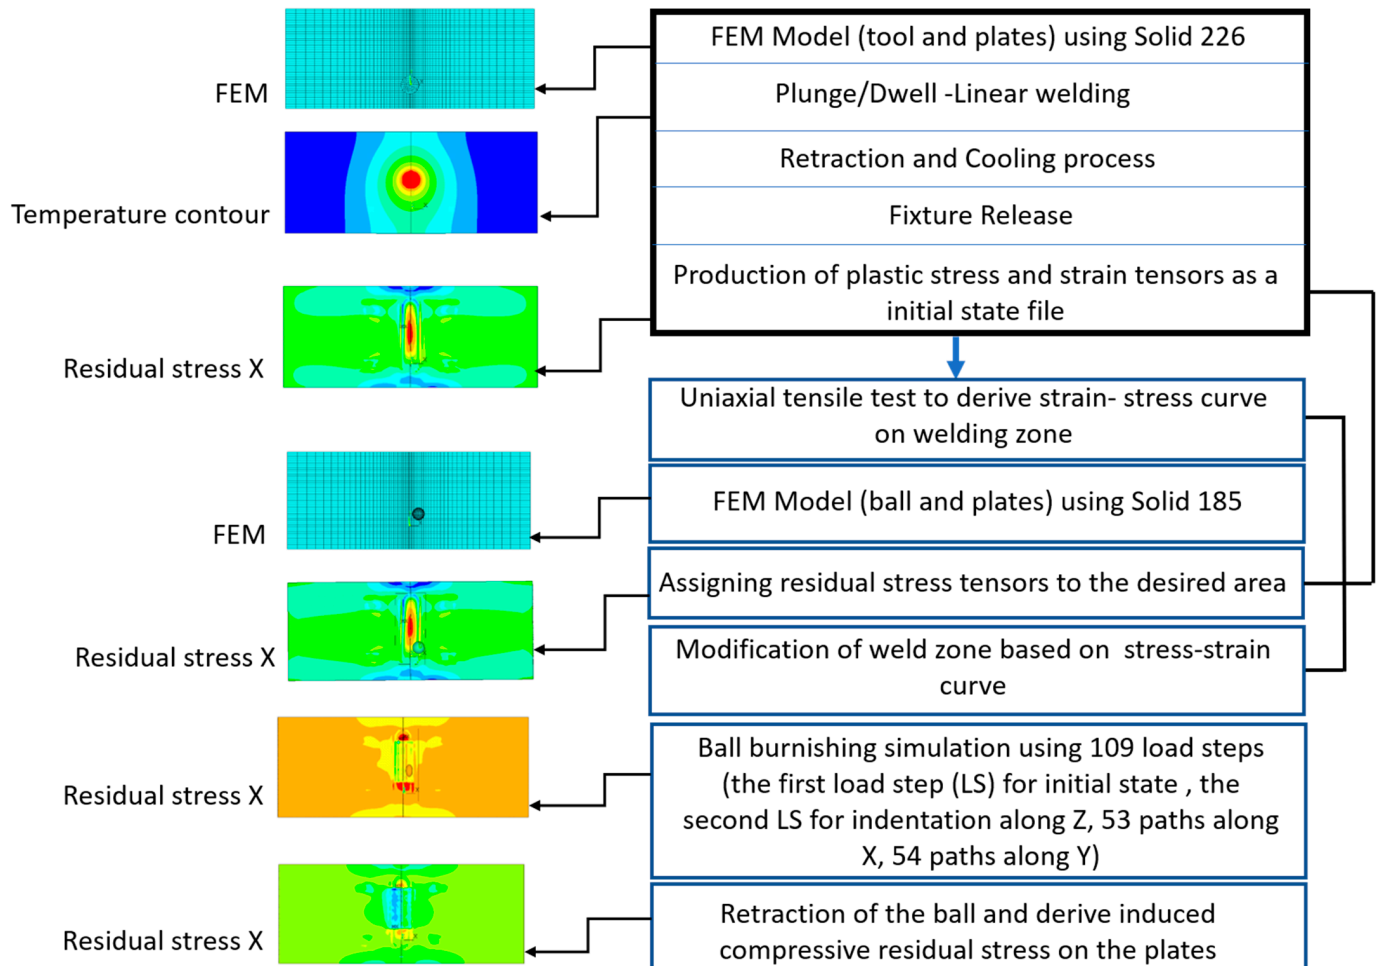 FEM Model (tool and plates) using Solid 226
FEM
Plunge/Dwell -Linear welding
Temperature contour
Retraction and Cooling process
Fixture Release
Production of plastic stress and strain tensors as a
initial state file
Residual stress X
Uniaxial tensile test to derive strain- stress curve
on welding zone
FEM Model (ball and plates) using Solid 185
FEM
Assigning residual stress tensors to the desired area
Residual stress X
Modification of weld zone based on stress-strain
curve
Ball burnishing simulation using 109 load steps
(the first load step (LS) for initial state , the
second LS for indentation along Z, 53 paths along
X, 54 paths along Y)
Residual stress X
Retraction of the ball and derive induced
compressive residual stress on the plates
Residual stress X